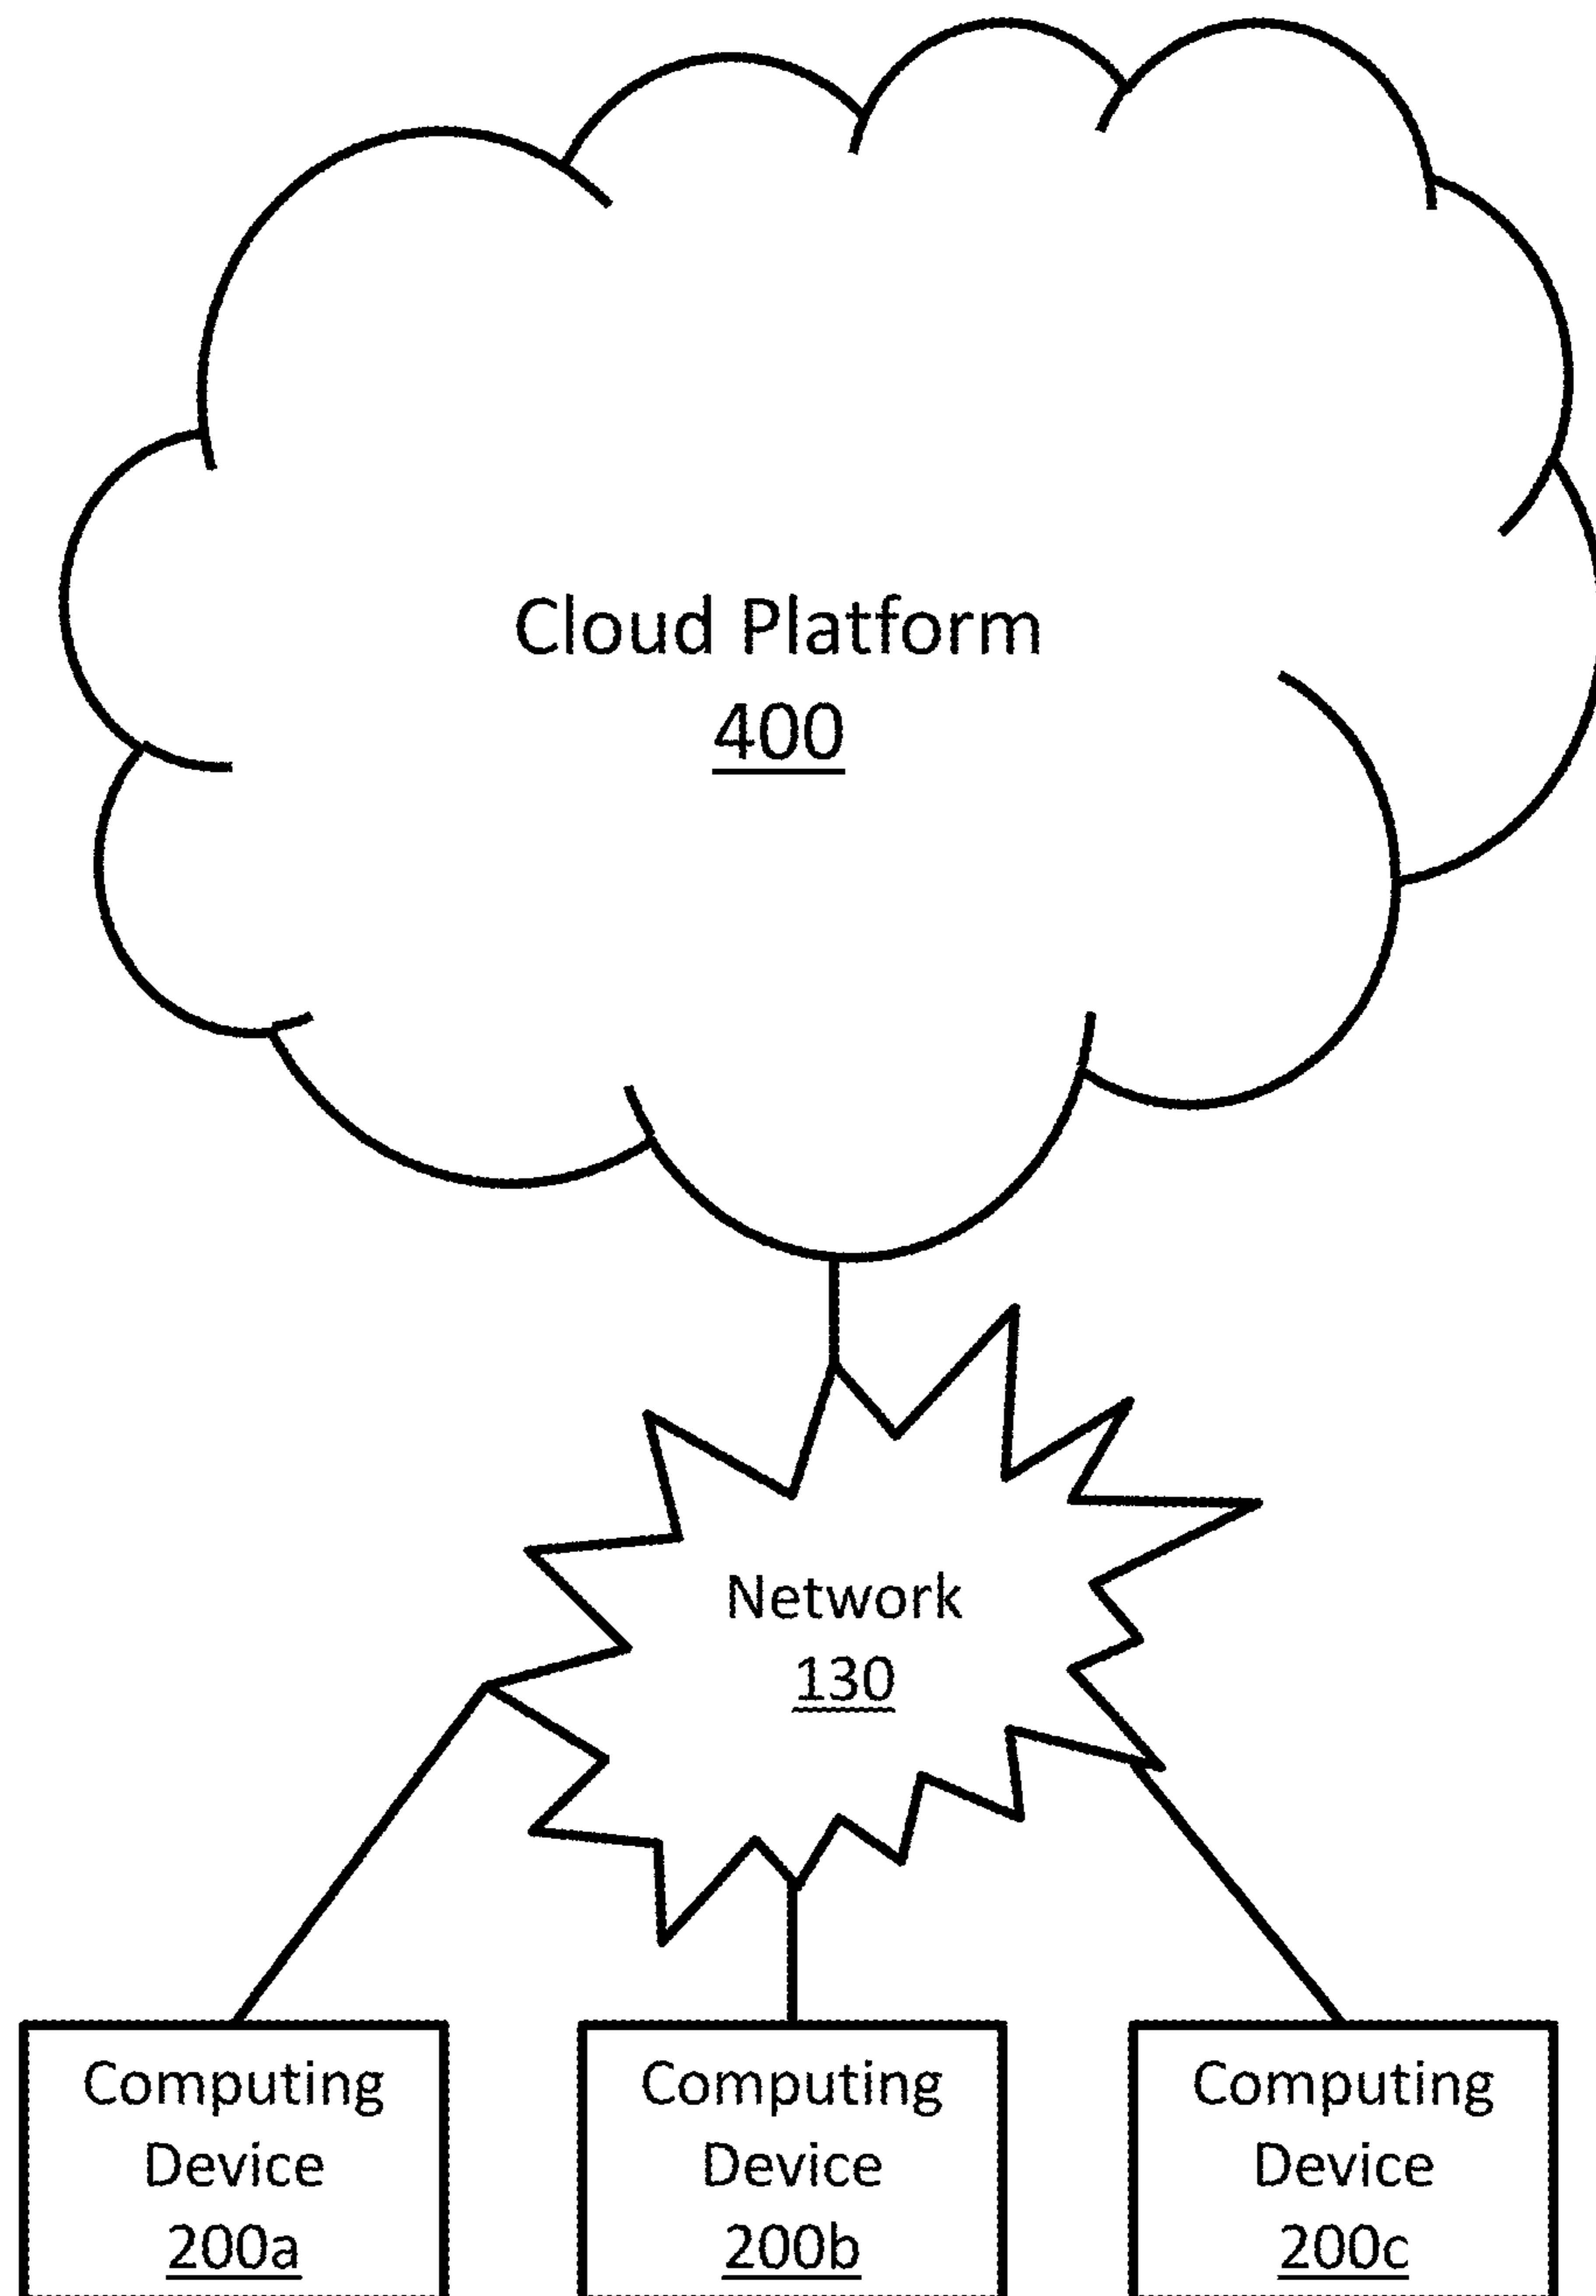 Cloud Platform
400
Network
130
Computing
Device
200a
Computing
Device
200b
Computing
Device
200c